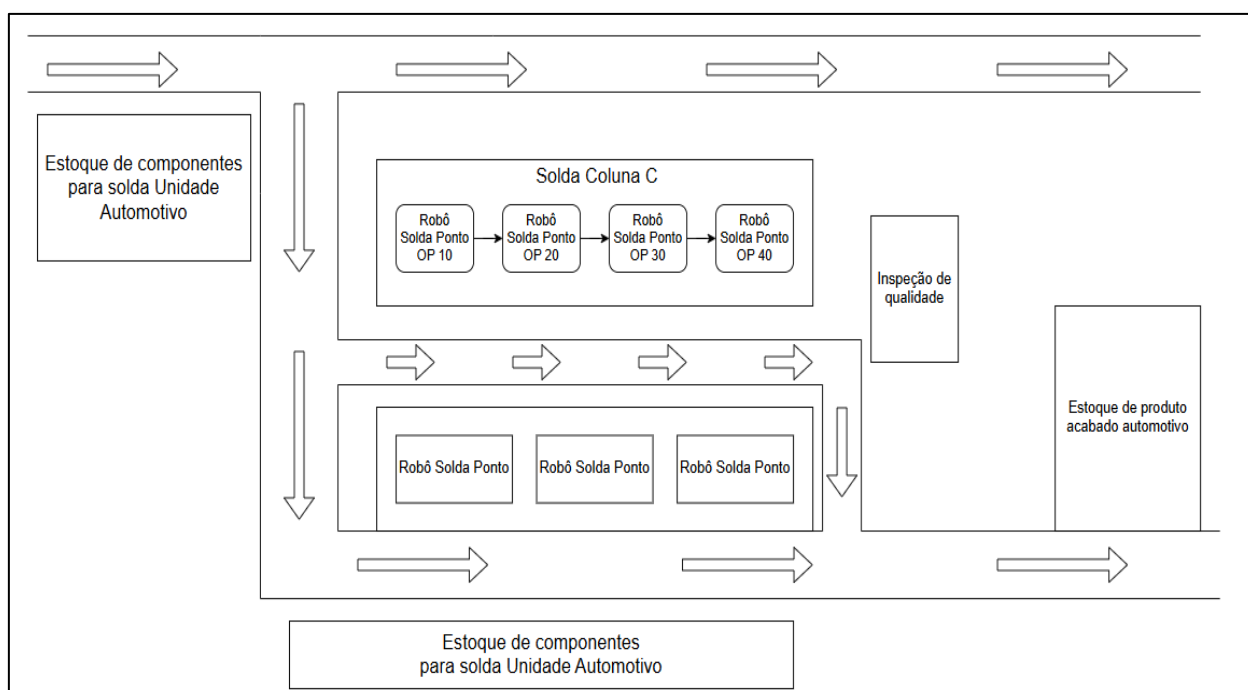 Estoque de componentes
para solda Unidade
Automotivo
Solda Coluna C
Robô
Solda Ponto
OP 10
Robô
Solda Ponto
OP 20
Robô
Solda Ponto
OP 30
Robô
Solda Ponto
OP 40
Inspeção de
qualidade
Estoque de produto
acabado automotivo
Robô Solda Ponto
Robô Solda Ponto
Robô Solda Ponto
Estoque de componentes
para solda Unidade Automotivo